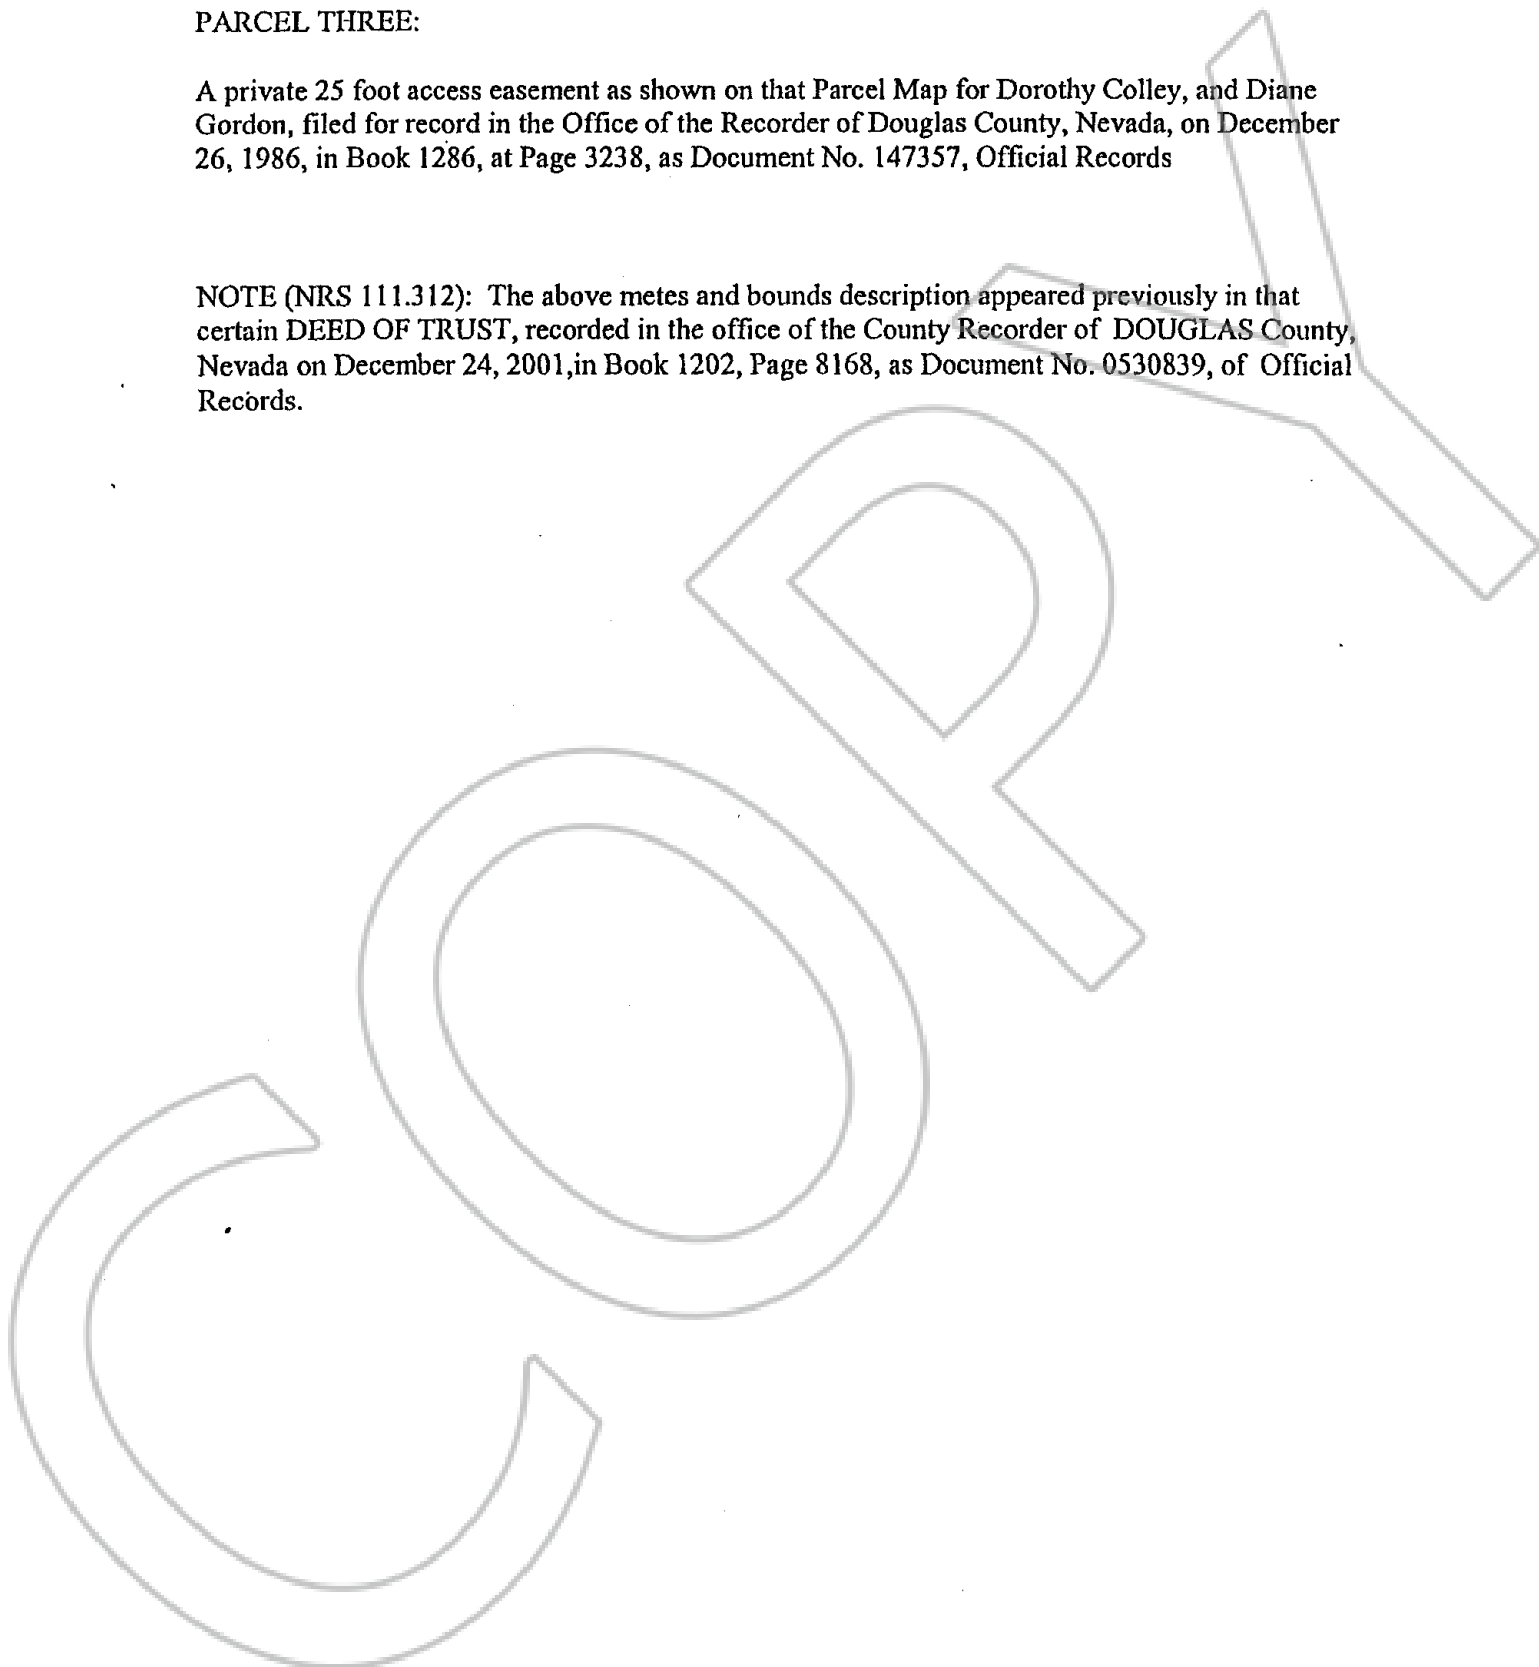 PARCEL THREE:
A private 25 foot access easement as shown on that Parcel Map for Dorothy Colley, and Diane
Gordon, filed for record in the Office of the Recorder of Douglas County, Nevada, on December
26, 1986, in Book 1286, at Page 3238, as Document No. 147357, Official Records
NOTE (NRS 111.312):  The above metes and bounds description appeared previously in that
certain DEED OF TRUST, recorded in the office of the County Recorder of  DOUGLAS County,
Nevada on December 24, 2001,in Book 1202, Page 8168, as Document No. 0530839, of  Official
Records.
COPY